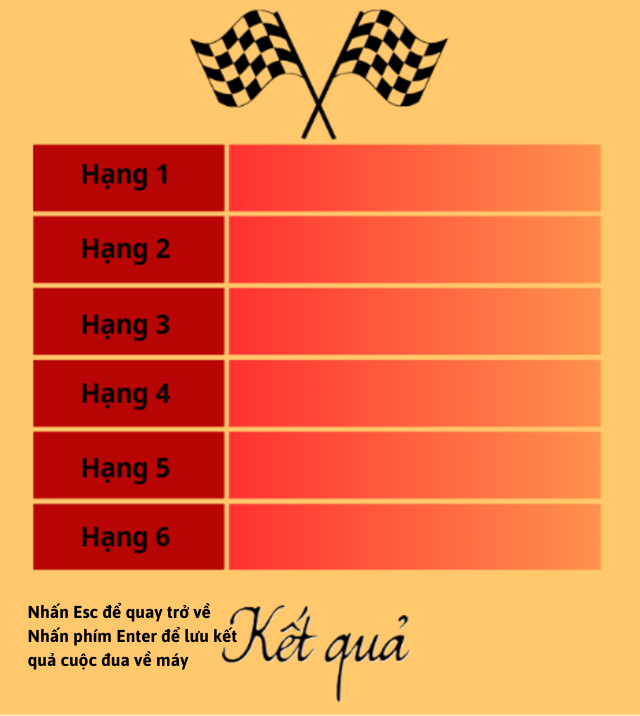 Hạng 1
Hạng 2
Hạng 3
Hạng 4
Hạng 5
Hạng 6
Nhấn Esc để quay trở về
Nhấn phím Enter để lưu kết
quả cuộc đua về máy
Kết quả